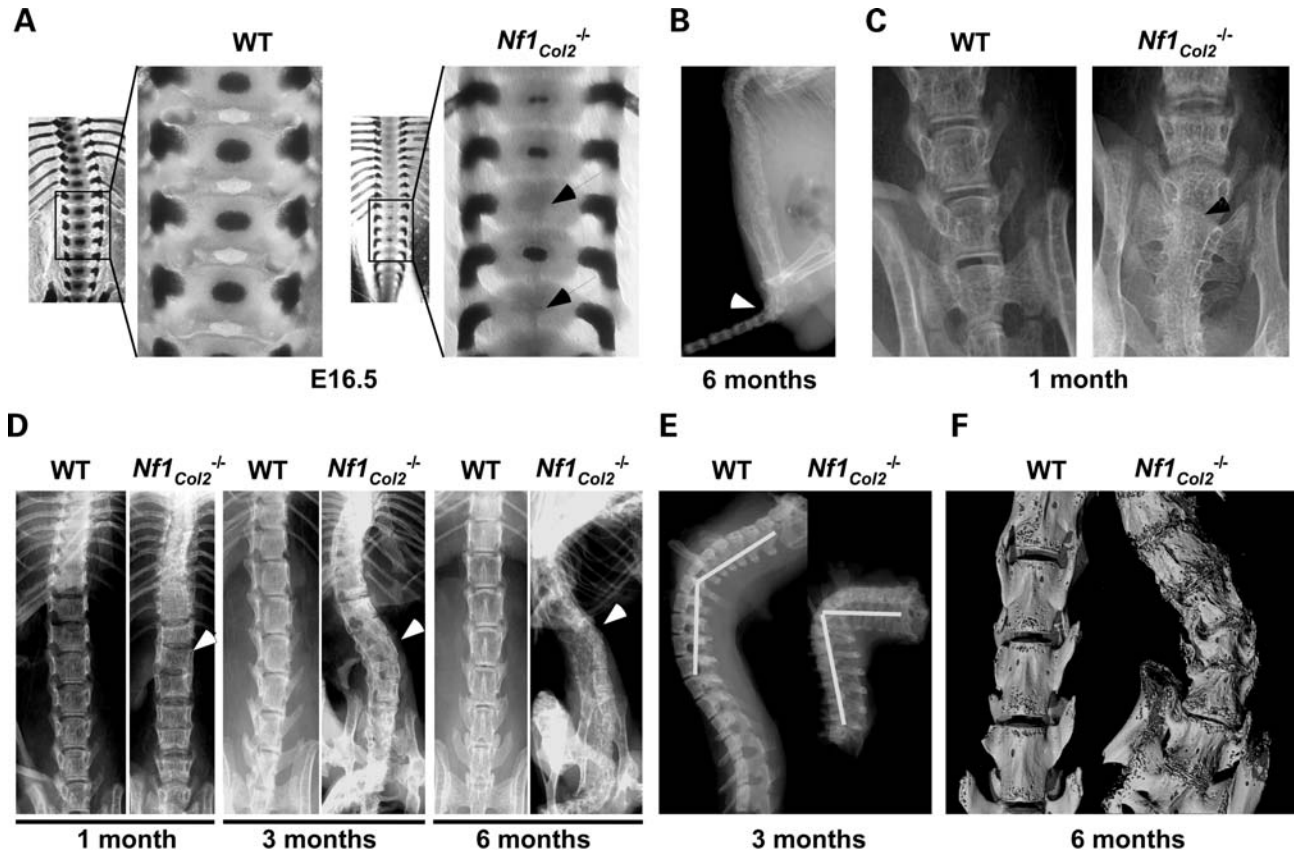 A
WT
Nf1Col2-/-
E16.5
B
6 months
C
WT
Nf1Col2-/-
1 month
D
WT
Nf1Col2-/-
WT
Nf1Col2-/-
WT
Nf1Col2-/-
1 month
3 months
6 months
E
WT
Nf1Col2-/-
3 months
F
WT
Nf1Col2-/-
6 months